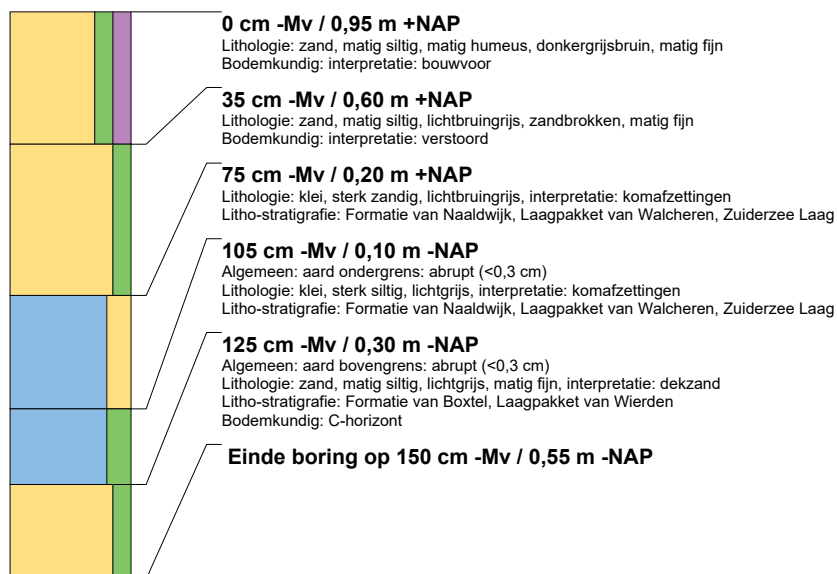 0 cm -Mv / 0,95 m +NAP
Lithologie: zand, matig siltig, matig humeus, donkergrijsbruin, matig fijn
Bodemkundig: interpretatie: bouwvoor
35 cm -Mv / 0,60 m +NAP
Lithologie: zand, matig siltig, lichtbruingrijs, zandbrokken, matig fijn
Bodemkundig: interpretatie: verstoord
75 cm -Mv / 0,20 m +NAP
Lithologie: klei, sterk zandig, lichtbruingrijs, interpretatie: komafzettingen
Litho-stratigrafie: Formatie van Naaldwijk, Laagpakket van Walcheren, Zuiderzee Laag
105 cm -Mv / 0,10 m -NAP
Algemeen: aard ondergrens: abrupt (<0,3 cm)
Lithologie: klei, sterk siltig, lichtgrijs, interpretatie: komafzettingen
Litho-stratigrafie: Formatie van Naaldwijk, Laagpakket van Walcheren, Zuiderzee Laag
125 cm -Mv / 0,30 m -NAP
Algemeen: aard bovengrens: abrupt (<0,3 cm)
Lithologie: zand, matig siltig, lichtgrijs, matig fijn, interpretatie: dekzand
Litho-stratigrafie: Formatie van Boxtel, Laagpakket van Wierden
Bodemkundig: C-horizont
Einde boring op 150 cm -Mv / 0,55 m -NAP